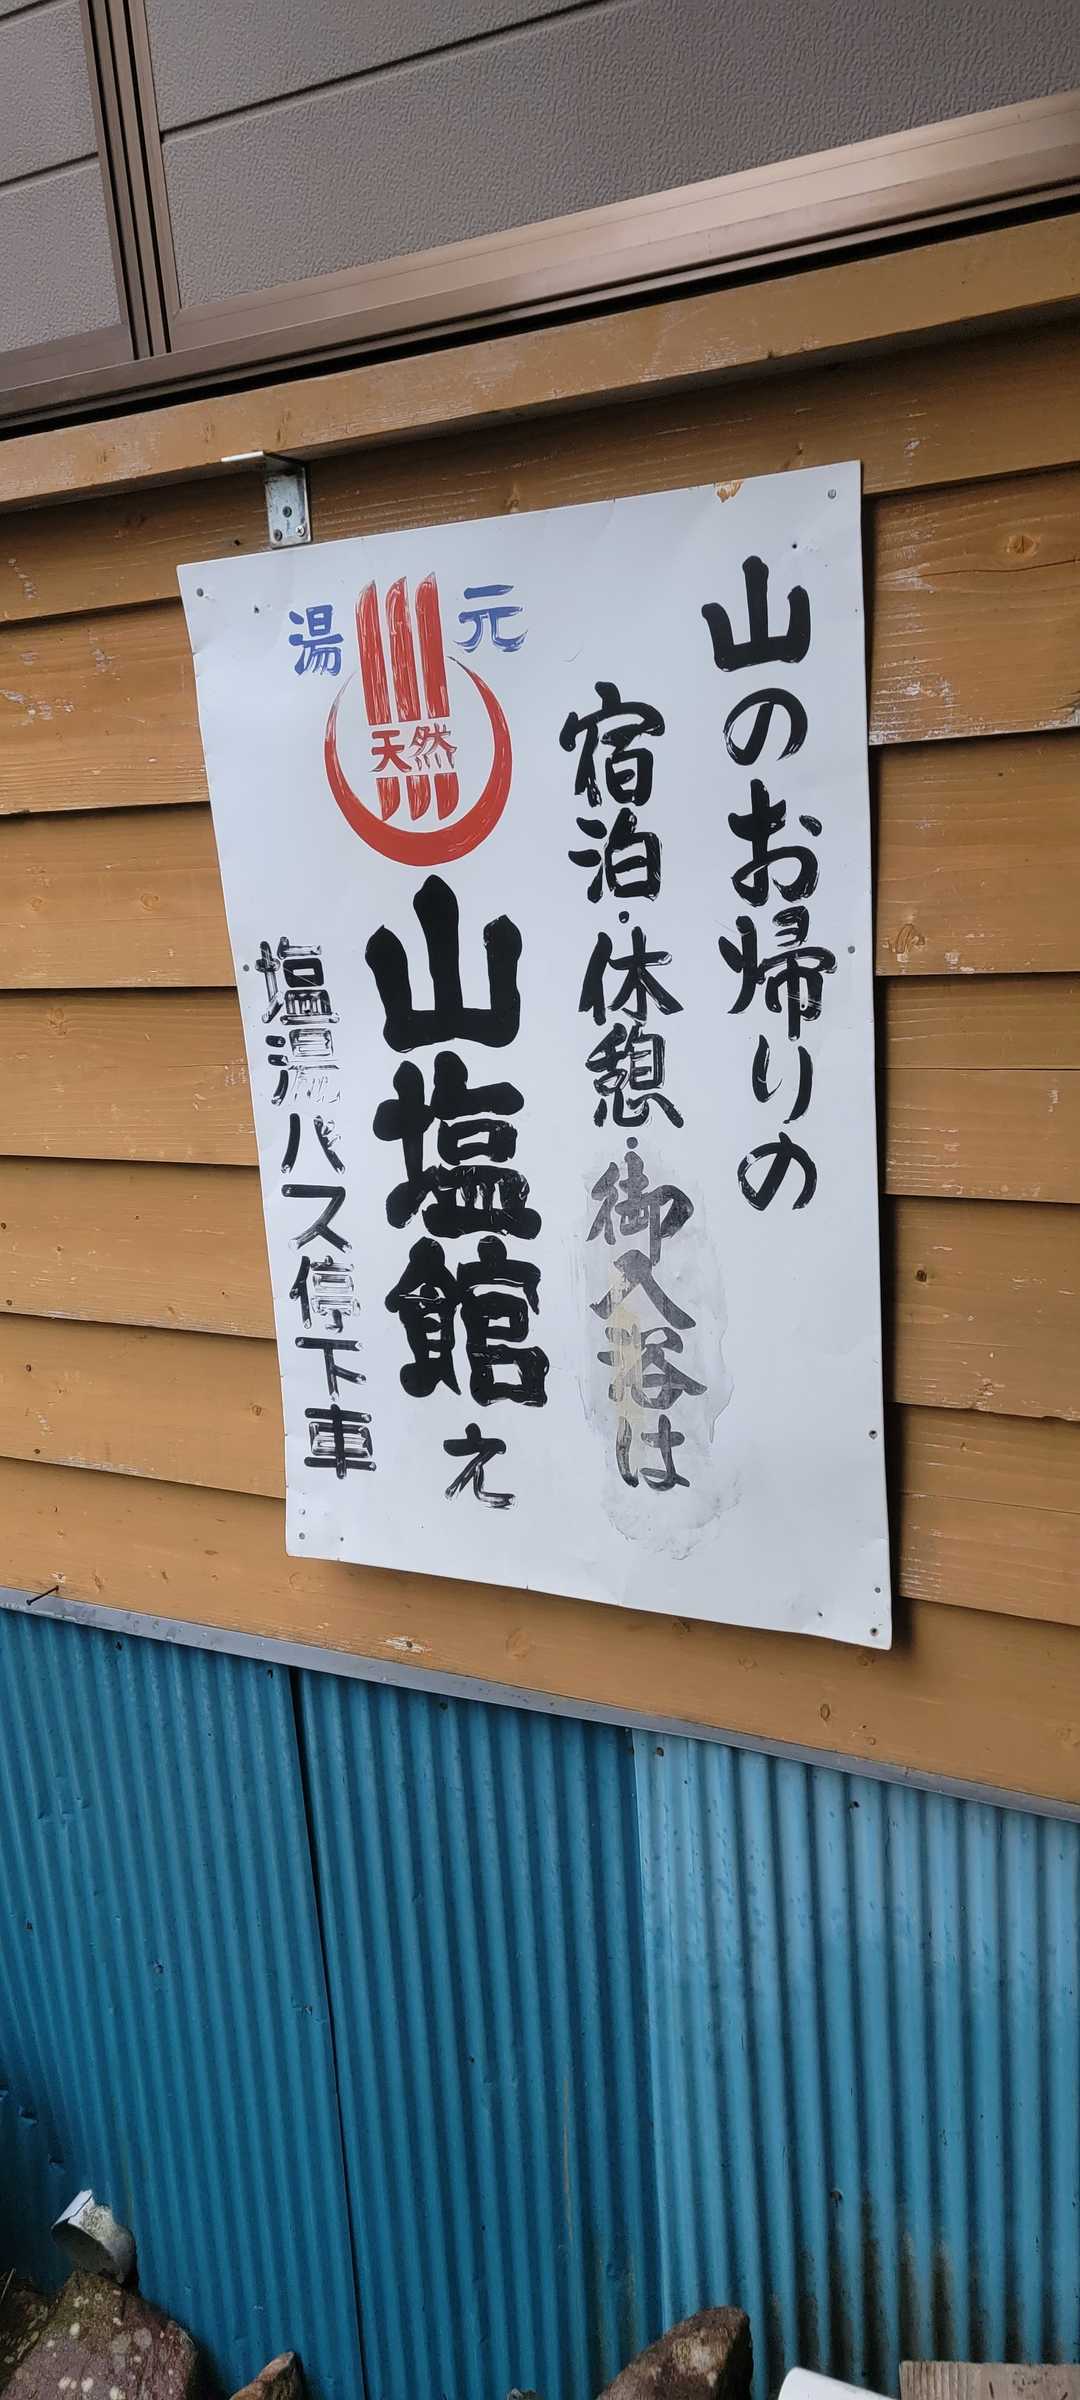 山のお帰りの
宿泊・休憩・御入浴は
湯元
天然
山塩館え
塩湯バス停下車